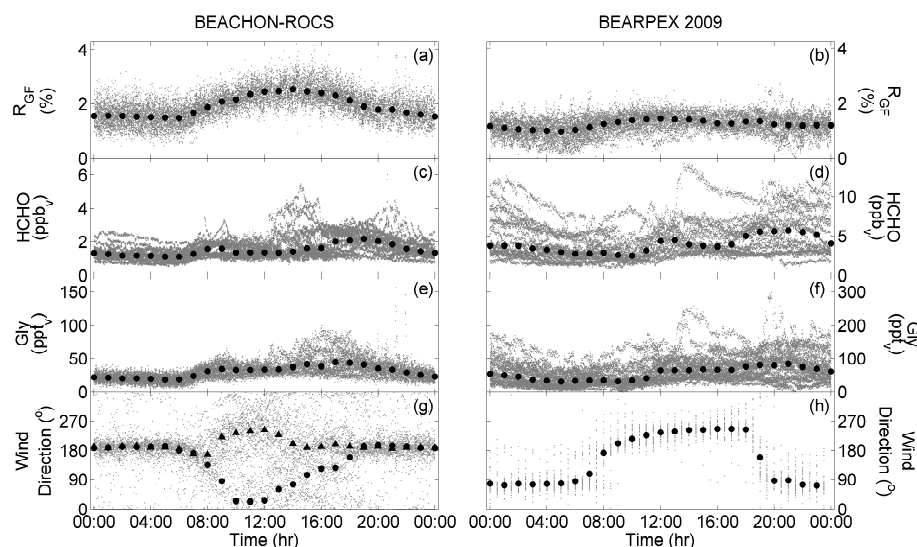 BEACHON-ROCS
BEARPEX 2009
(a)
4
2
0
R_GF
(%)
(b)
4
2
0
R_GF
(%)
(c)
6
4
2
0
HCHO
(ppb_v)
(d)
10
5
0
HCHO
(ppb_v)
(e)
150
100
50
0
Gly
(ppt_v)
(f)
300
200
100
0
Gly
(ppt_v)
(g)
270
180
90
0
Wind
Direction (°)
(h)
270
180
90
0
Wind
Direction (°)
00:00 04:00 08:00 12:00 16:00 20:00 00:00
Time (hr)
00:00 04:00 08:00 12:00 16:00 20:00 00:00
Time (hr)